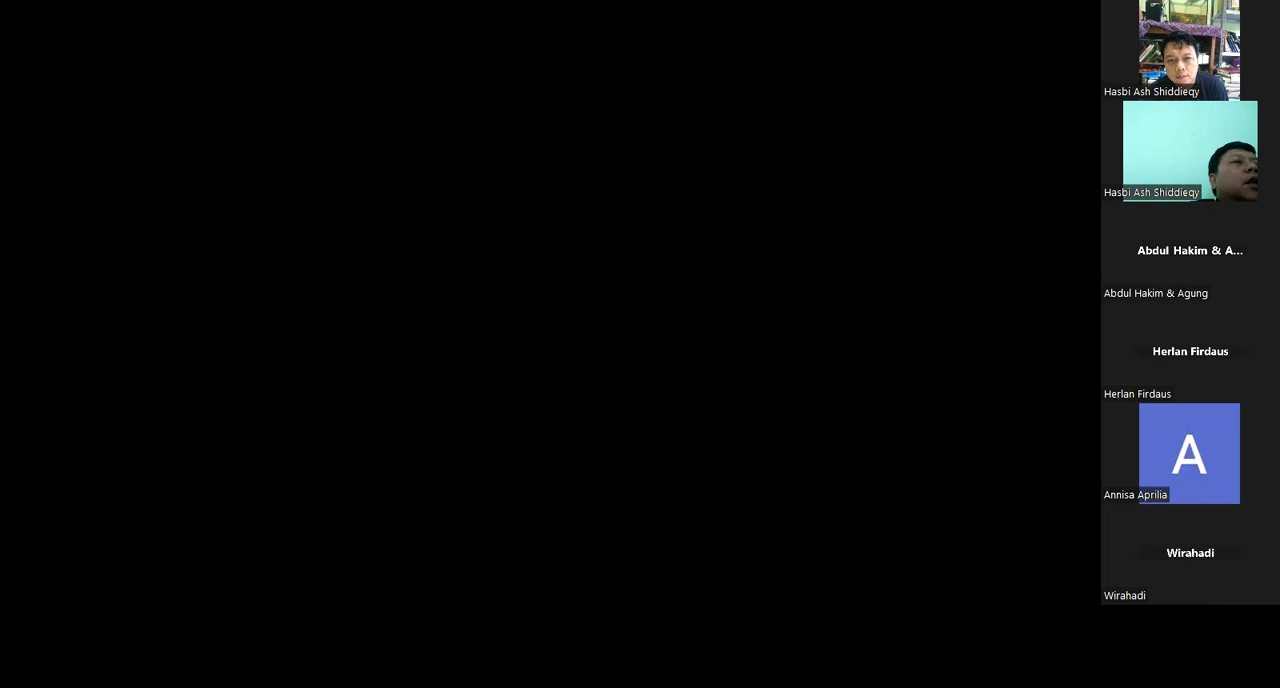 Hasbi Ash Shiddieqy
Hasbi Ash Shiddieqy
Abdul Hakim & A...
Abdul Hakim & Agung
Herlan Firdaus
Herlan Firdaus
A
Annisa Aprilia
Wirahadi
Wirahadi